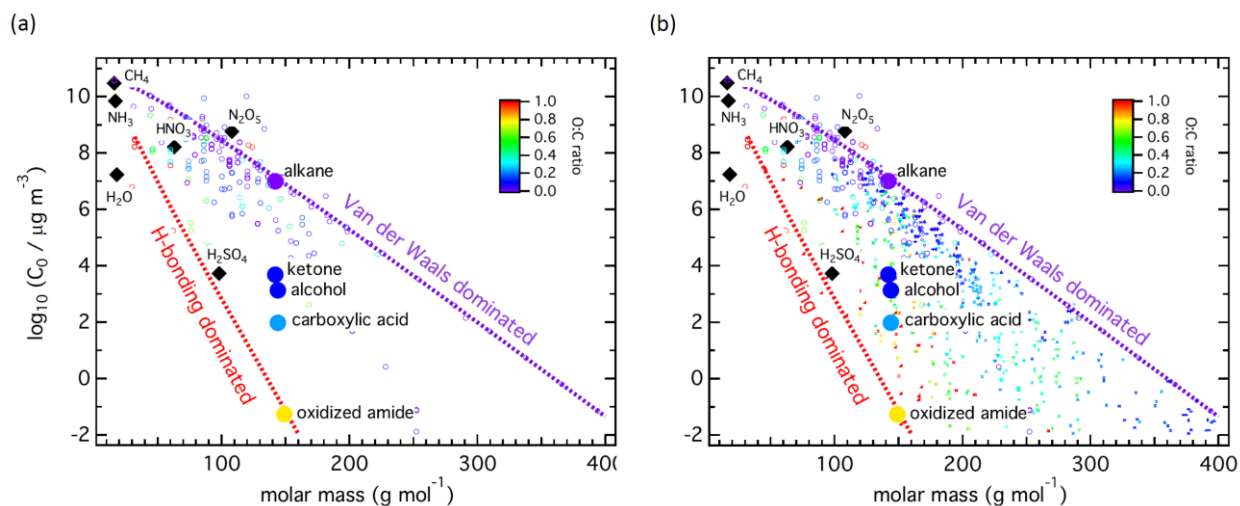 (a)
log₁₀ (C₀ / μg m⁻³)
10
8
6
4
2
0
-2
CH₄
NH₃
HNO₃
N₂O₅
H₂O
H₂SO₄
alkane
ketone
alcohol
carboxylic acid
oxidized amide
Van der Waals dominated
H-bonding dominated
1.0
0.8
0.6
0.4
0.2
0.0
O:C ratio
100
200
300
400
molar mass (g mol⁻¹)
(b)
10
8
6
4
2
0
-2
CH₄
NH₃
HNO₃
N₂O₅
H₂O
H₂SO₄
alkane
ketone
alcohol
carboxylic acid
oxidized amide
Van der Waals dominated
H-bonding dominated
1.0
0.8
0.6
0.4
0.2
0.0
O:C ratio
100
200
300
400
molar mass (g mol⁻¹)